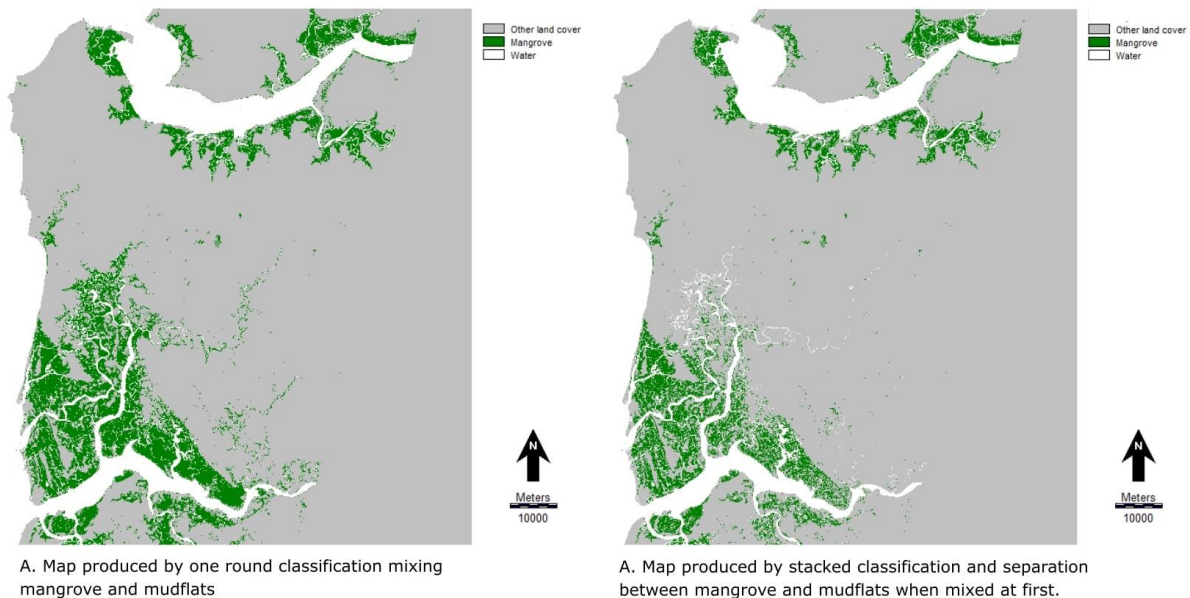 Other land cover
Mangrove
Water
N
Meters
10000
A. Map produced by one round classification mixing
mangrove and mudflats
Other land cover
Mangrove
Water
N
Meters
10000
A. Map produced by stacked classification and separation
between mangrove and mudflats when mixed at first.